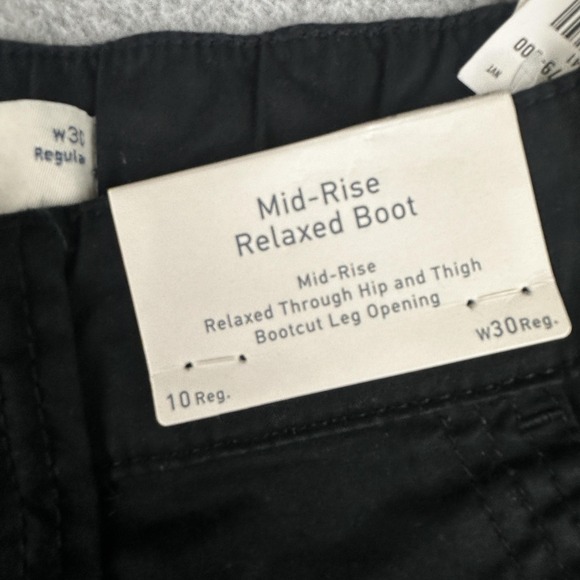 w30
Regula
Mid-Rise
Relaxed Boot
Mid-Rise
Relaxed Through Hip and Thigh
Bootcut Leg Opening
10 Reg.
w30 Reg.